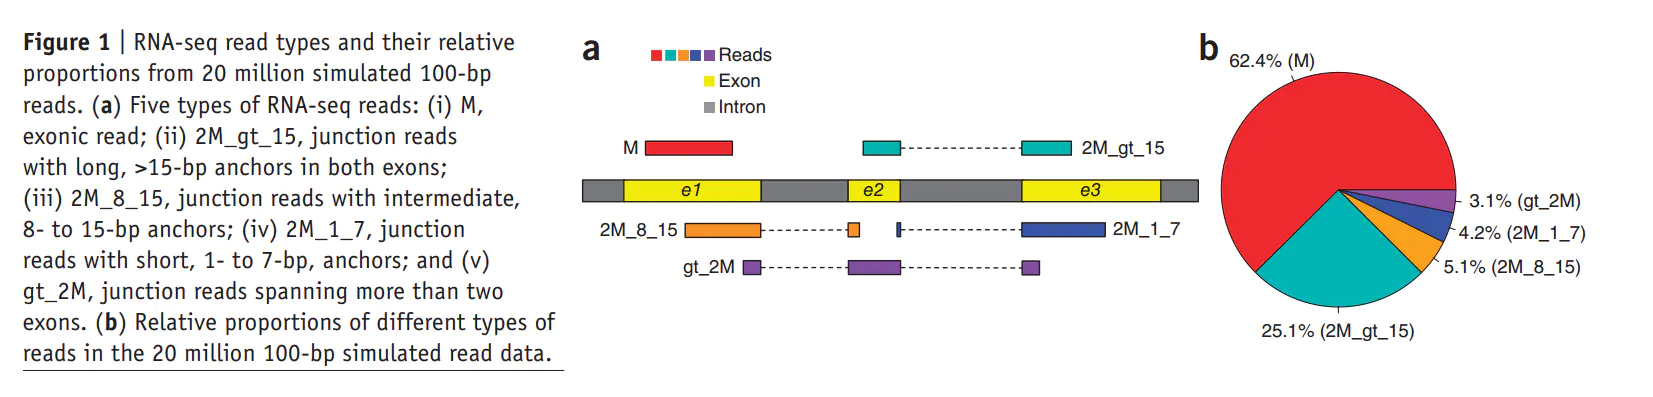 Figure 1 | RNA-seq read types and their relative
proportions from 20 million simulated 100-bp
reads. (a) Five types of RNA-seq reads: (i) M,
exonic read; (ii) 2M_gt_15, junction reads
with long, >15-bp anchors in both exons;
(iii) 2M_8_15, junction reads with intermediate,
8- to 15-bp anchors; (iv) 2M_1_7, junction
reads with short, 1- to 7-bp, anchors; and (v)
gt_2M, junction reads spanning more than two
exons. (b) Relative proportions of different types of
reads in the 20 million 100-bp simulated read data.
a
Reads
Exon
Intron
M
2M_gt_15
e1
e2
e3
2M_8_15
2M_1_7
gt_2M
b
62.4% (M)
3.1% (gt_2M)
4.2% (2M_1_7)
5.1% (2M_8_15)
25.1% (2M_gt_15)